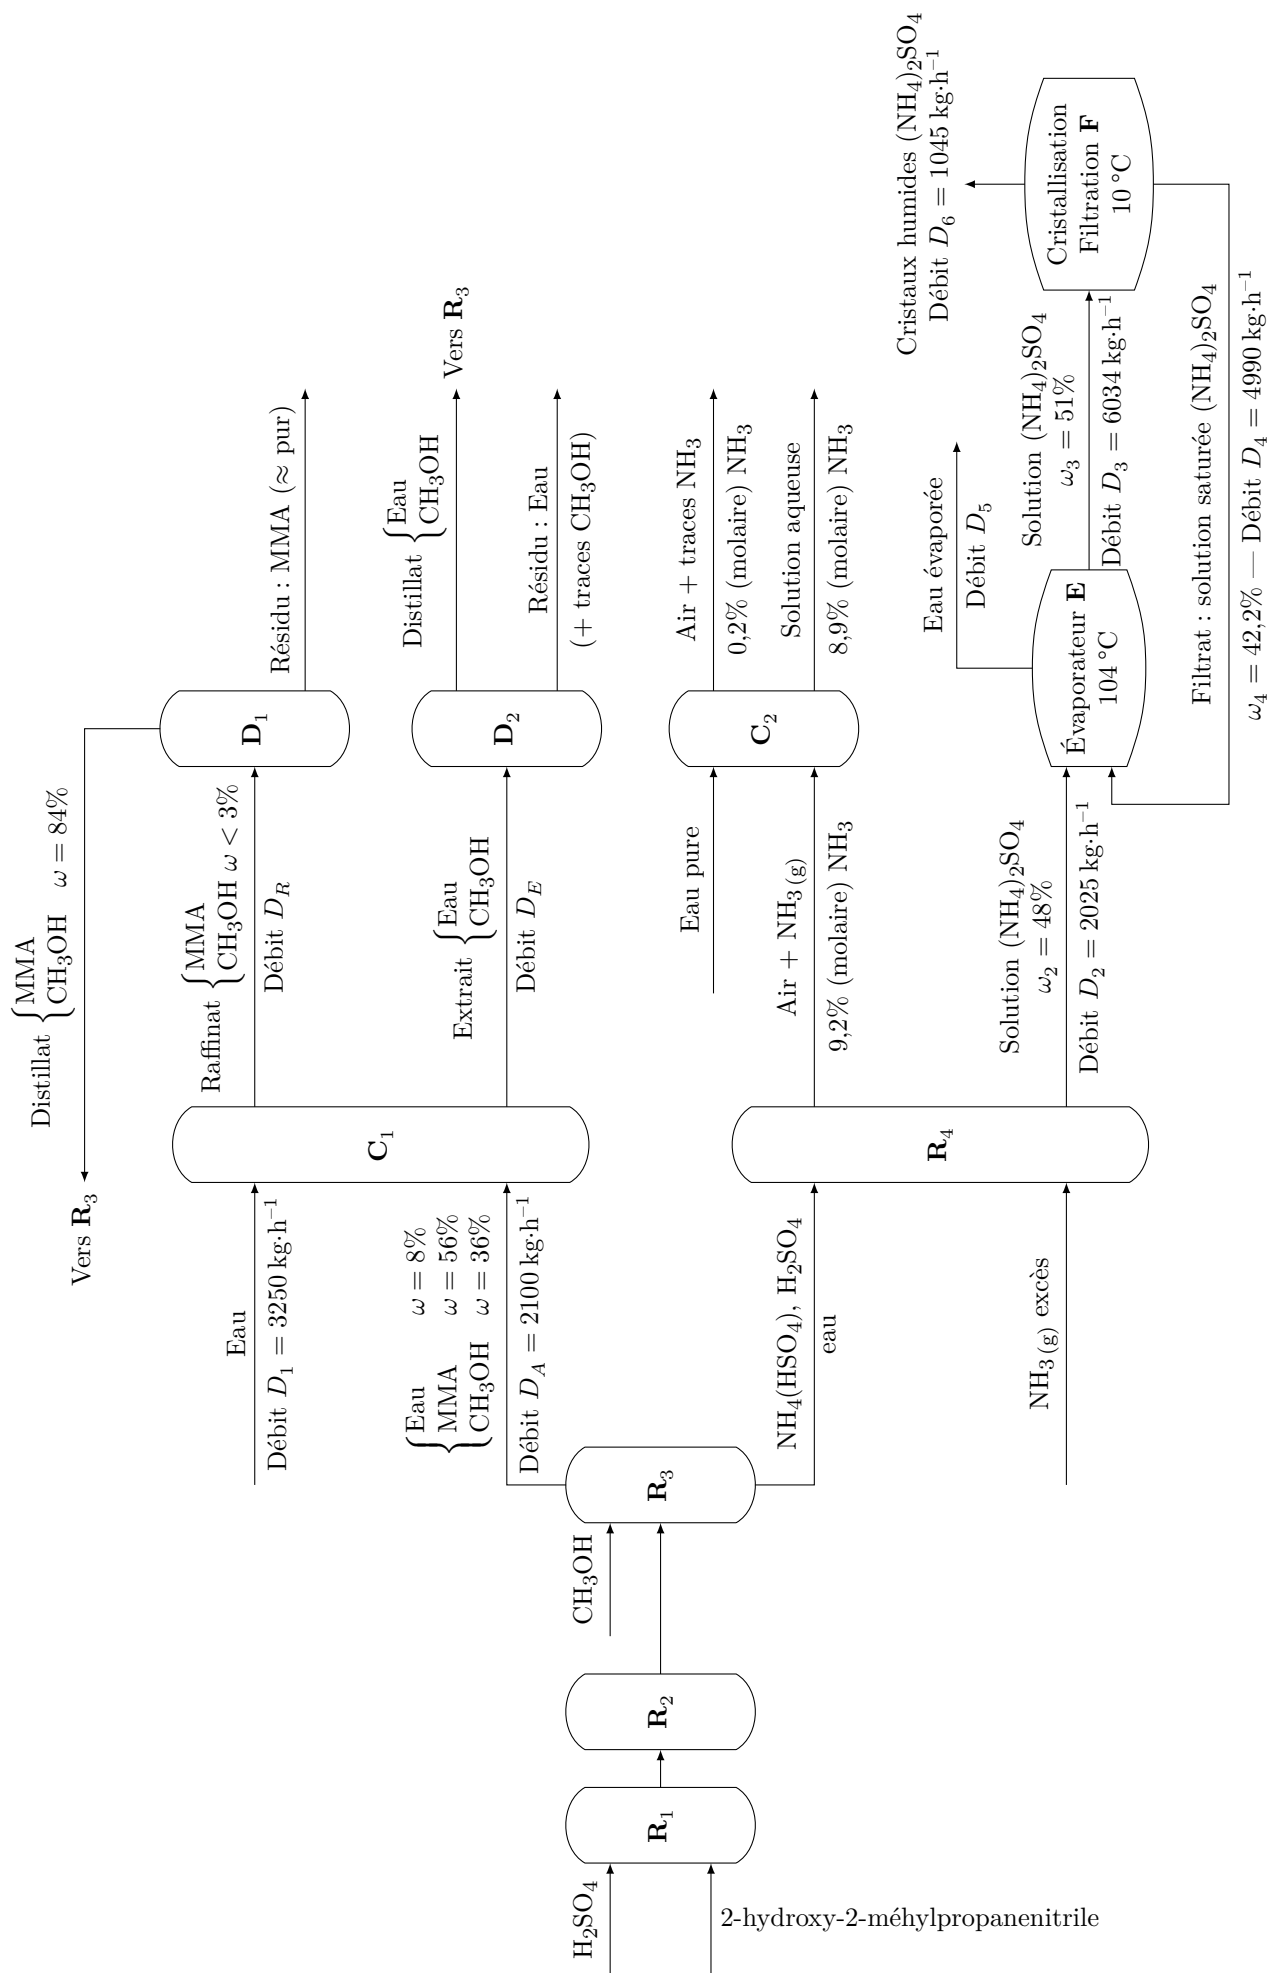 H₂SO₄
2-hydroxy-2-méhylpropanenitrile
R₁
R₂
CH₃OH
R₃
Eau
Débit D₁ = 3250 kg·h⁻¹
Eau ω = 8%
MMA ω = 56%
CH₃OH ω = 36%
Débit D_A = 2100 kg·h⁻¹
NH₄(HSO₄), H₂SO₄
eau
NH₃ (g) excès
Vers R₃
Distillat { MMA
CH₃OH ω = 84%
C₁
R₄
Raffinat { MMA
CH₃OH ω < 3%
Débit D_R
Extrait { Eau
CH₃OH
Débit D_E
Eau pure
Air + NH₃ (g)
9,2% (molaire) NH₃
Solution (NH₄)₂SO₄
ω₂ = 48%
Débit D₂ = 2025 kg·h⁻¹
D₁
D₂
C₂
Évaporateur E
104 °C
Résidu : MMA (≈ pur)
Distillat { Eau
CH₃OH
Vers R₃
Résidu : Eau
(+ traces CH₃OH)
Air + traces NH₃
0,2% (molaire) NH₃
Solution aqueuse
8,9% (molaire) NH₃
Eau évaporée
Débit D₅
Solution (NH₄)₂SO₄
ω₃ = 51%
Débit D₃ = 6034 kg·h⁻¹
Filtrat : solution saturée (NH₄)₂SO₄
ω₄ = 42,2% — Débit D₄ = 4990 kg·h⁻¹
Cristallisation
Filtration F
10 °C
Cristaux humides (NH₄)₂SO₄
Débit D₆ = 1045 kg·h⁻¹